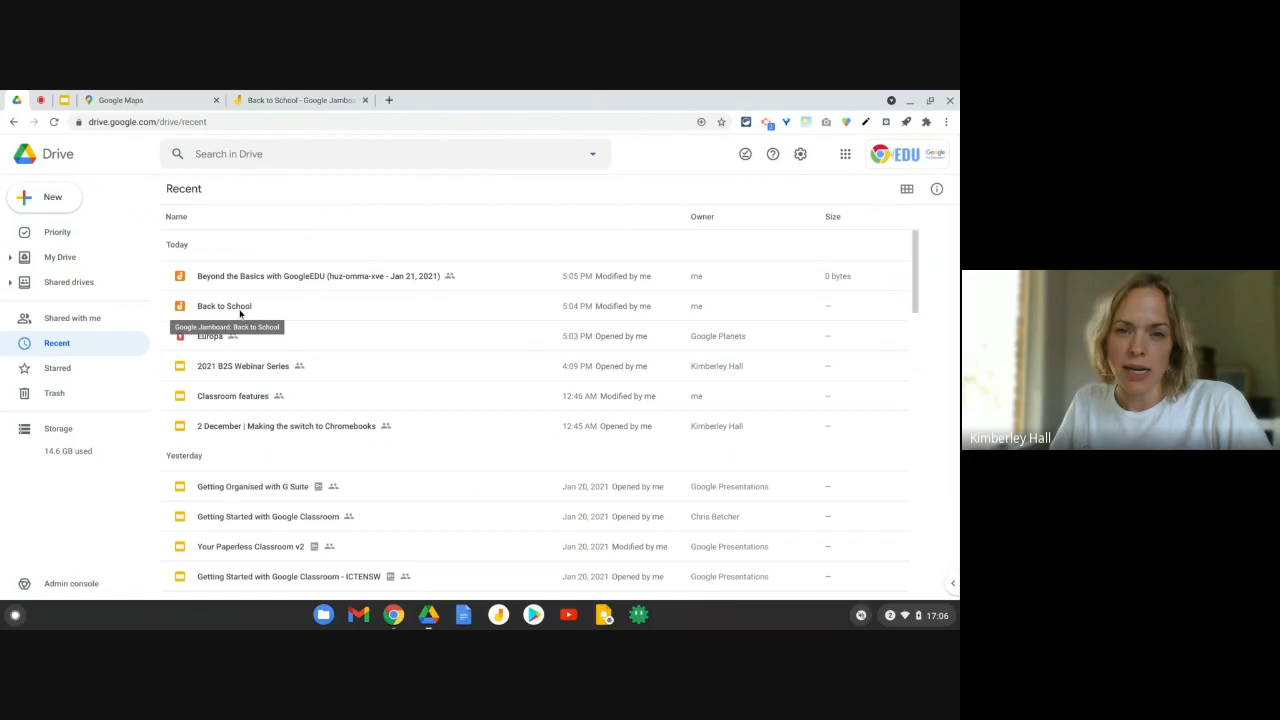 Google Maps
Back to School - Google Jamboa
drive.google.com/drive/recent
Drive
Search in Drive
EDU
New
Recent
Priority
Name Owner Size
My Drive
Today
Shared drives
Beyond the Basics with GoogleEDU (huz-omma-xve - Jan 21, 2021) 5:05 PM Modified by me me 0 bytes
Shared with me
Back to School 5:04 PM Modified by me me –
Google Jamboard: Back to School
Recent
Europa 5:03 PM Opened by me Google Planets –
Starred
2021 B2S Webinar Series 4:09 PM Opened by me Kimberley Hall –
Trash
Classroom features 12:46 AM Modified by me me –
Storage
2 December | Making the switch to Chromebooks 12:45 AM Opened by me Kimberley Hall –
14.6 GB used
Yesterday
Getting Organised with G Suite Jan 20, 2021 Opened by me Google Presentations –
Getting Started with Google Classroom Jan 20, 2021 Opened by me Chris Betcher –
Your Paperless Classroom v2 Jan 20, 2021 Modified by me Google Presentations –
Getting Started with Google Classroom - ICTENSW Jan 20, 2021 Opened by me Google Presentations –
Admin console
2 17:06
Kimberley Hall